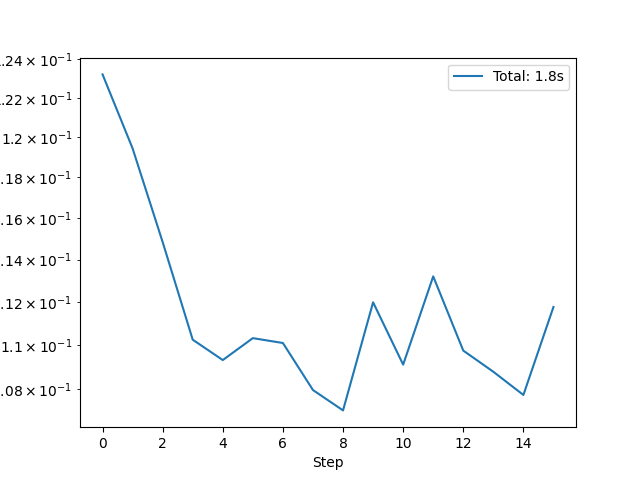 .24 × 10⁻¹
.22 × 10⁻¹
1.2 × 10⁻¹
.18 × 10⁻¹
.16 × 10⁻¹
.14 × 10⁻¹
.12 × 10⁻¹
1.1 × 10⁻¹
.08 × 10⁻¹
Total: 1.8s
0 2 4 6 8 10 12 14
Step